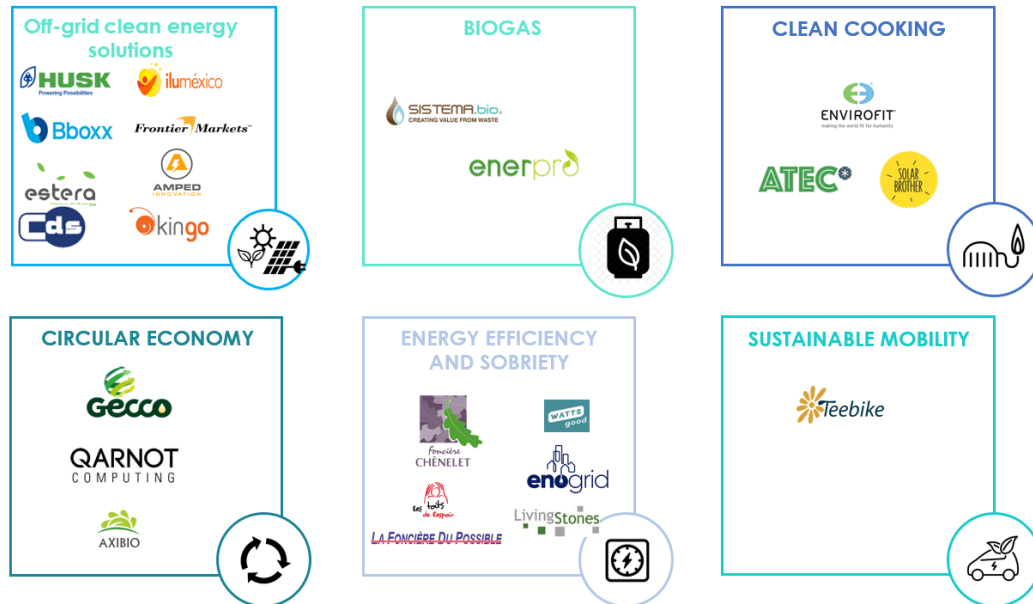 Off-grid clean energy
solutions
HUSK
Powering Possibilities
iluméxico
Bboxx
Frontier Markets™
estera
AMPED
INNOVATION
Cds
kingo
BIOGAS
SISTEMA.bio
CREATING VALUE FROM WASTE
enerpro
CLEAN COOKING
ENVIROFIT
making the world fit for humanity
ATEC*
SOLAR
BROTHER
CIRCULAR ECONOMY
GECCO
QARNOT
COMPUTING
AXIBIO
ENERGY EFFICIENCY
AND SOBRIETY
Foncière
CHÊNELET
WATTS
good
enogrid
les toits
de l'espoir
LivingStones
LA FONCIÈRE DU POSSIBLE
SUSTAINABLE MOBILITY
Teebike